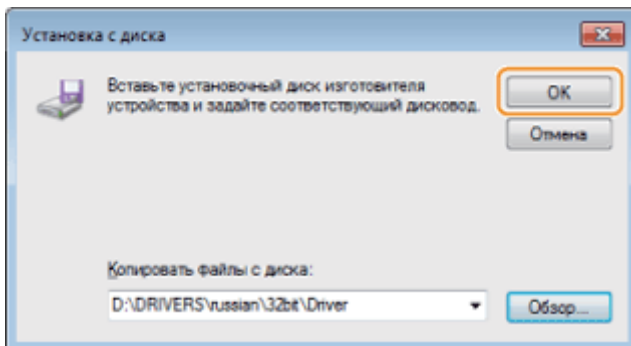 Установка с диска
Вставьте установочный диск изготовителя
устройства и задайте соответствующий дисковод.
OK
Отмена
Копировать файлы с диска:
D:\DRIVERS\russian\32bit\Driver
Обзор...